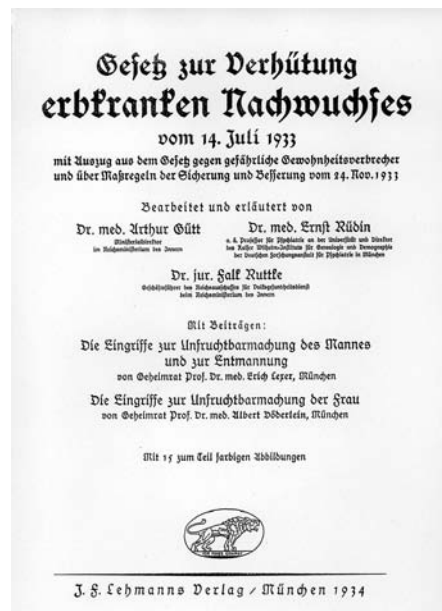 Gesetz zur Verhütung
erbkranken Nachwuchses
vom 14. Juli 1933
mit Auszug aus dem Gesetz gegen gefährliche Gewohnheitsverbrecher
und über Maßregeln der Sicherung und Besserung vom 24. Nov. 1933
Bearbeitet und erläutert von
Dr. med. Arthur Gütt
Ministerialdirektor
im Reichsministerium des Innern
Dr. med. Ernst Rüdin
o. ö. Professor für Psychiatrie an der Universität und Direktor
des Kaiser Wilhelm-Instituts für Genealogie und Demographie
der Deutschen Forschungsanstalt für Psychiatrie in München
Dr. jur. Falk Ruttke
Geschäftsführer des Reichsausschusses für Volksgesundheitsdienst
beim Reichsministerium des Innern
Mit Beiträgen:
Die Eingriffe zur Unfruchtbarmachung des Mannes
und zur Entmannung
von Geheimrat Prof. Dr. med. Erich Lexer, München
Die Eingriffe zur Unfruchtbarmachung der Frau
von Geheimrat Prof. Dr. med. Albert Döderlein, München
Mit 15 zum Teil farbigen Abbildungen
J. F. Lehmanns Verlag / München 1934